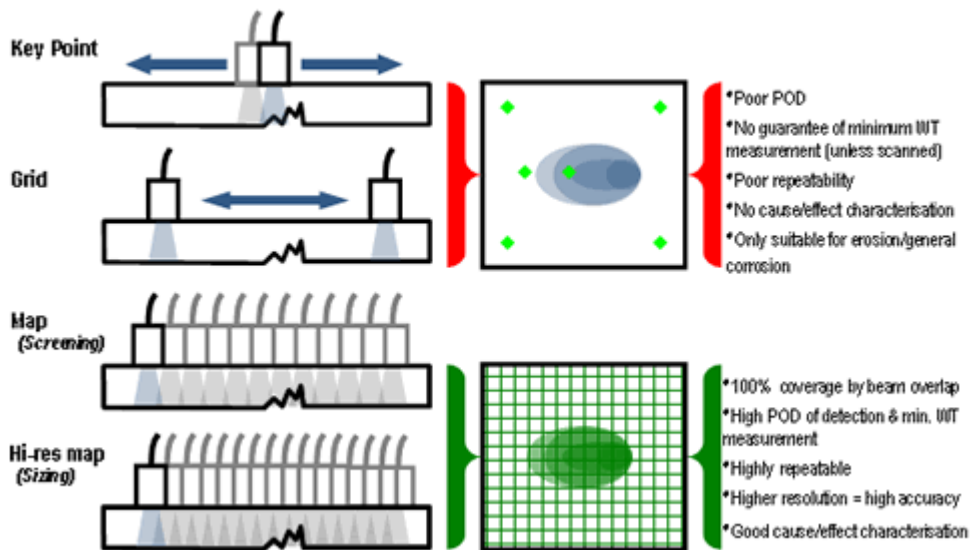 Key Point
Grid
•Poor POD
•No guarantee of minimum WT
measurement (unless scanned)
•Poor repeatability
•No cause/effect characterisation
•Only suitable for erosion/general
corrosion
Map
(Screening)
Hi-res map
(Sizing)
•100% coverage by beam overlap
•High POD of detection & min. WT
measurement
•Highly repeatable
•Higher resolution = high accuracy
•Good cause/effect characterisation